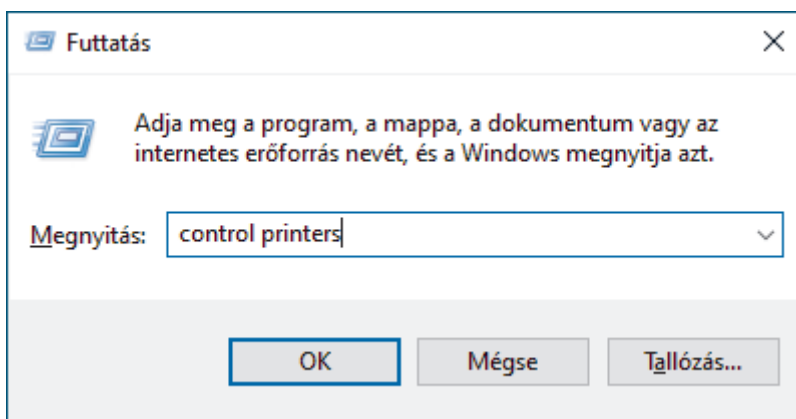 Futtatás
Adja meg a program, a mappa, a dokumentum vagy az
internetes erőforrás nevét, és a Windows megnyitja azt.
Megnyitás: control printers
OK Mégse Tallózás...